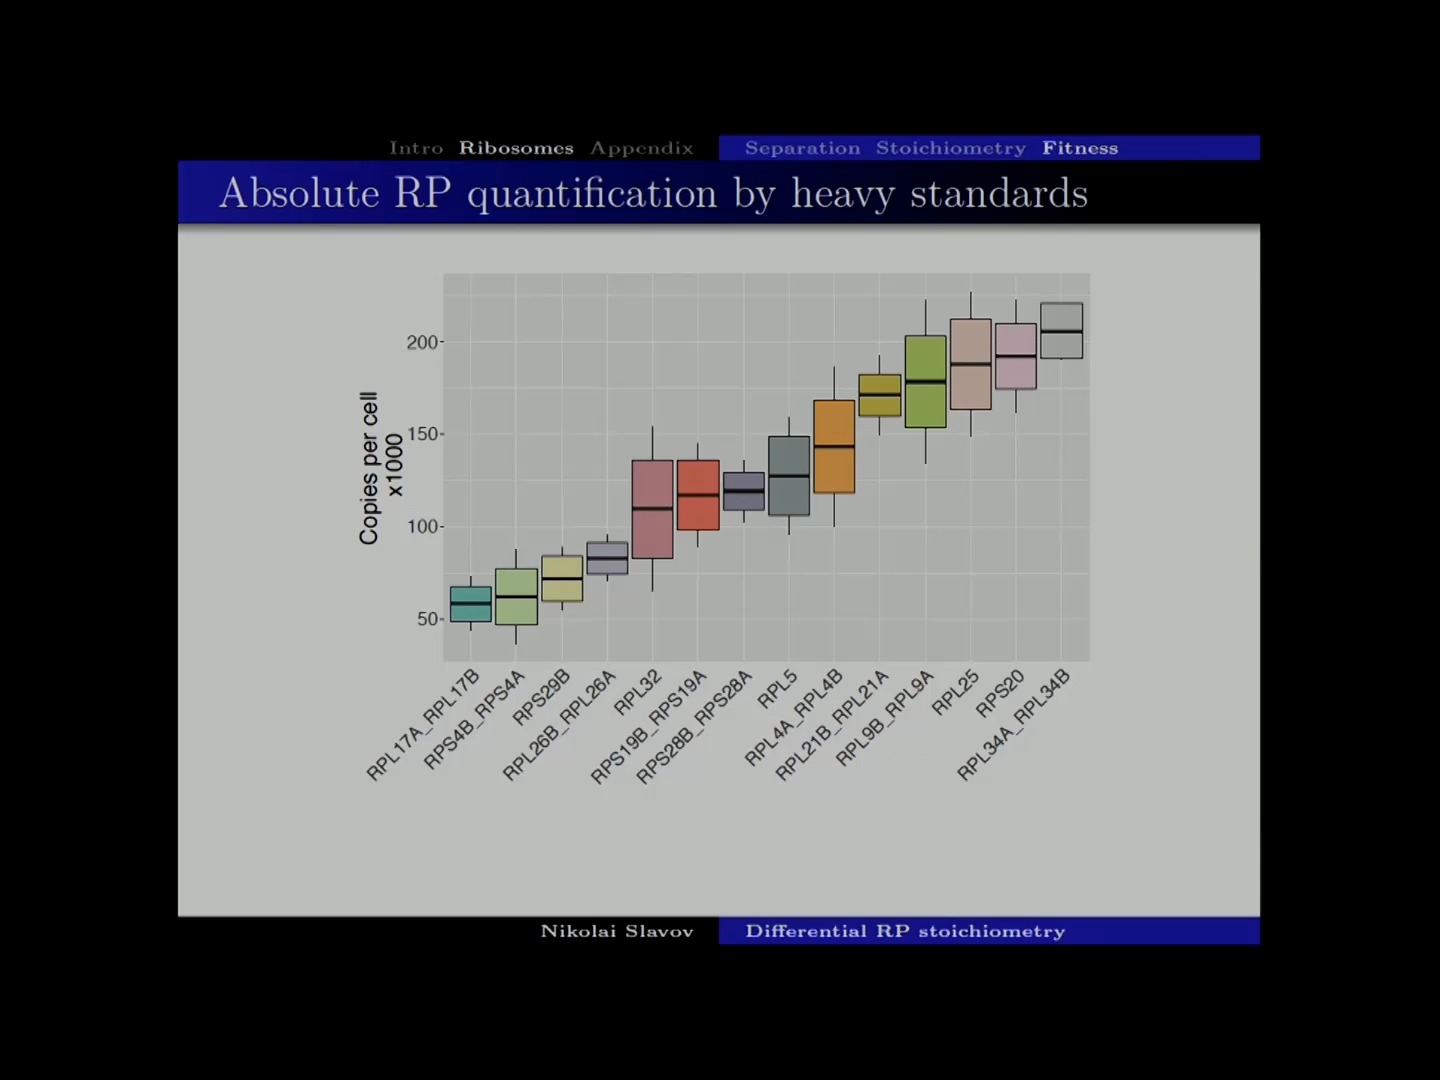 Intro Ribosomes Appendix Separation Stoichiometry Fitness
Absolute RP quantification by heavy standards
Copies per cell
x1000
200
150
100
50
RPL17A_RPL17B
RPS4B_RPS4A
RPS29B
RPL26B_RPL26A
RPL32
RPS19B_RPS19A
RPS28B_RPS28A
RPL5
RPL4A_RPL4B
RPL21B_RPL21A
RPL9B_RPL9A
RPL25
RPS20
RPL34A_RPL34B
Nikolai Slavov Differential RP stoichiometry